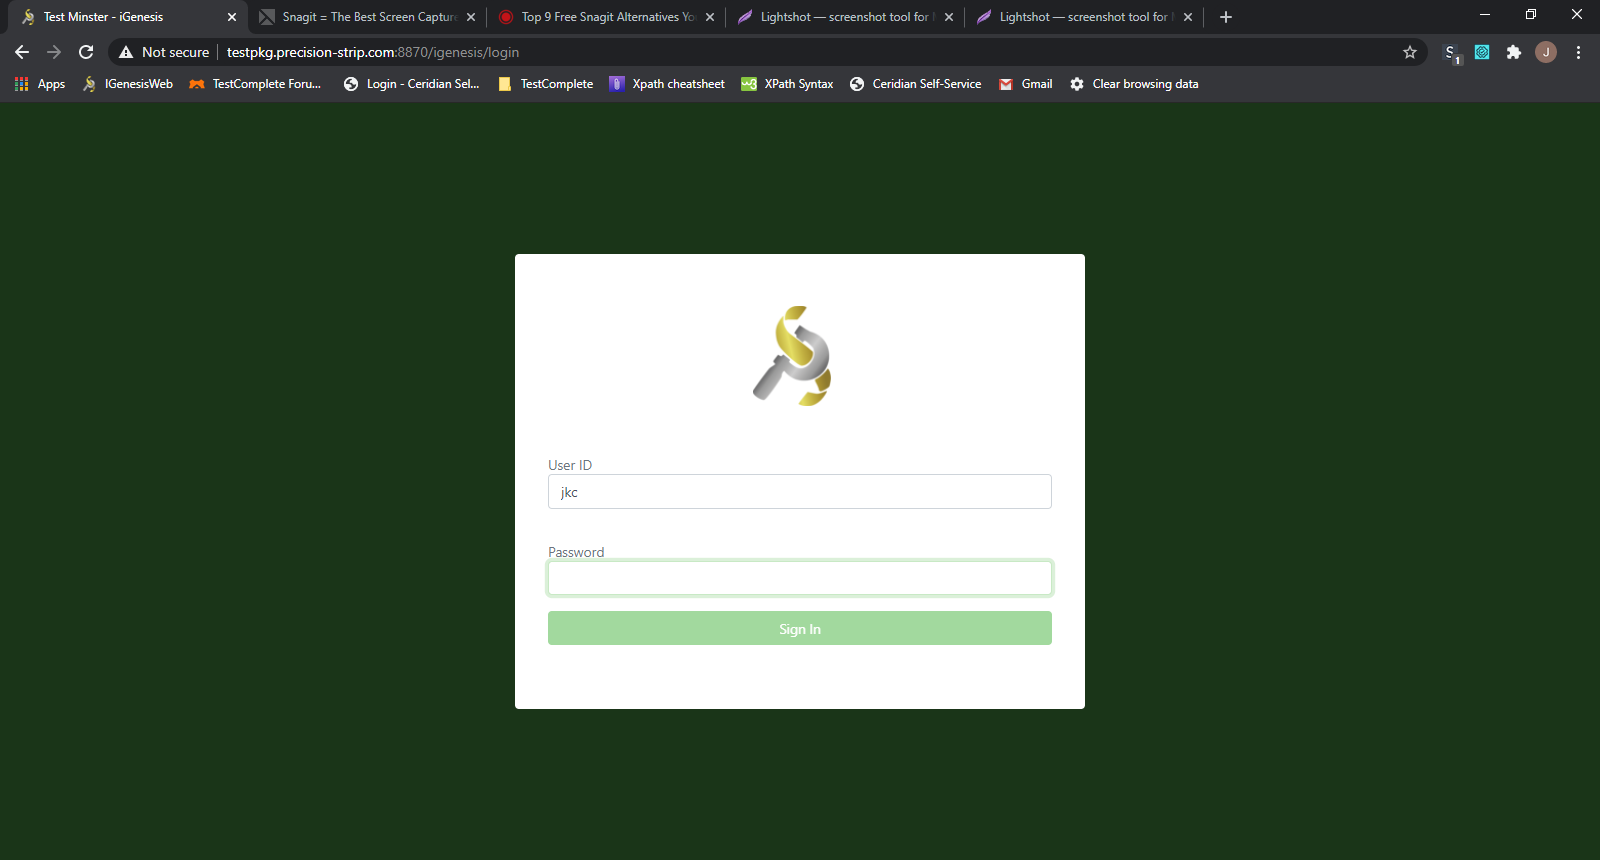 Test Minster - iGenesis
Snagit = The Best Screen Capture
Top 9 Free Snagit Alternatives Yo
Lightshot — screenshot tool for
Lightshot — screenshot tool for
Not secure testpkg.precision-strip.com:8870/igenesis/login
S 1
J
Apps IGenesisWeb TestComplete Foru... Login - Ceridian Sel... TestComplete Xpath cheatsheet XPath Syntax Ceridian Self-Service Gmail Clear browsing data
User ID
jkc
Password
Sign In